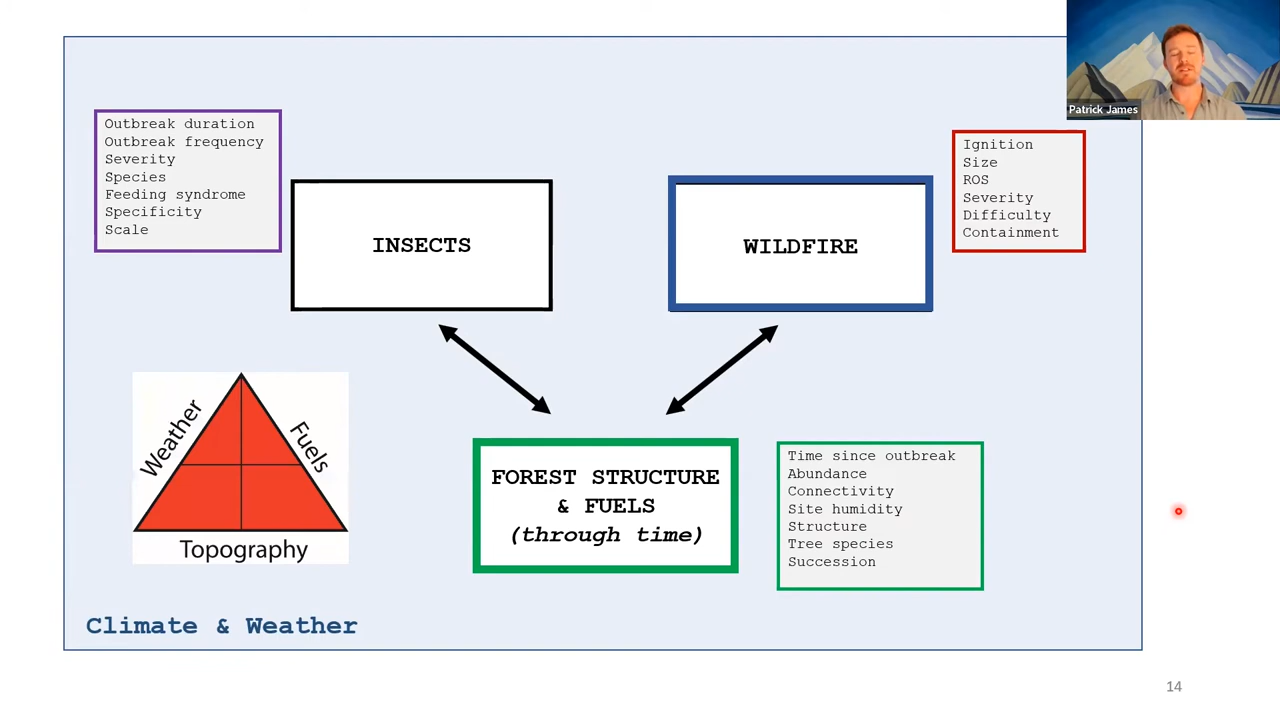 Patrick James
Outbreak duration
Outbreak frequency
Severity
Species
Feeding syndrome
Specificity
Scale
INSECTS
WILDFIRE
Ignition
Size
ROS
Severity
Difficulty
Containment
Weather
Fuels
Topography
FOREST STRUCTURE
& FUELS
(through time)
Time since outbreak
Abundance
Connectivity
Site humidity
Structure
Tree species
Succession
Climate & Weather
14